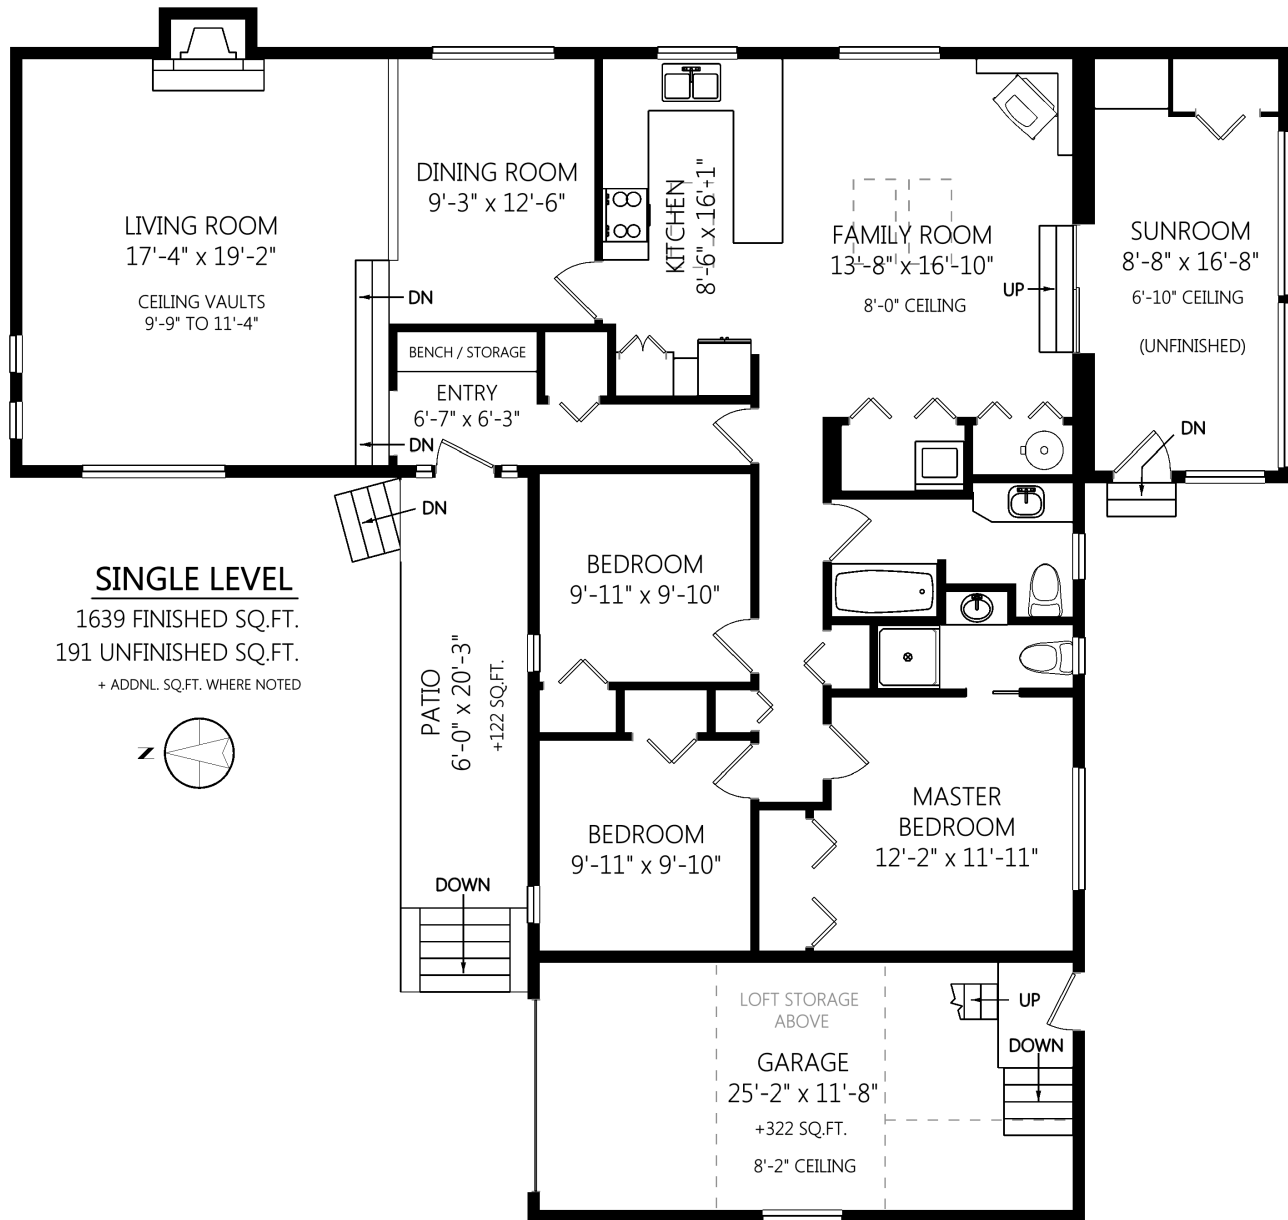 LIVING ROOM
17'-4" x 19'-2"
CEILING VAULTS
9'-9" TO 11'-4"
DINING ROOM
9'-3" x 12'-6"
DN
DN
KITCHEN
8'-6" x 16'-1"
FAMILY ROOM
13'-8" x 16'-10"
8'-0" CEILING
UP
SUNROOM
8'-8" x 16'-8"
6'-10" CEILING
(UNFINISHED)
DN
BENCH / STORAGE
ENTRY
6'-7" x 6'-3"
DN
SINGLE LEVEL
1639 FINISHED SQ.FT.
191 UNFINISHED SQ.FT.
+ ADDNL. SQ.FT. WHERE NOTED
N
PATIO
6'-0" x 20'-3"
+122 SQ.FT.
DOWN
BEDROOM
9'-11" x 9'-10"
BEDROOM
9'-11" x 9'-10"
MASTER
BEDROOM
12'-2" x 11'-11"
LOFT STORAGE
ABOVE
GARAGE
25'-2" x 11'-8"
+322 SQ.FT.
8'-2" CEILING
UP
DOWN